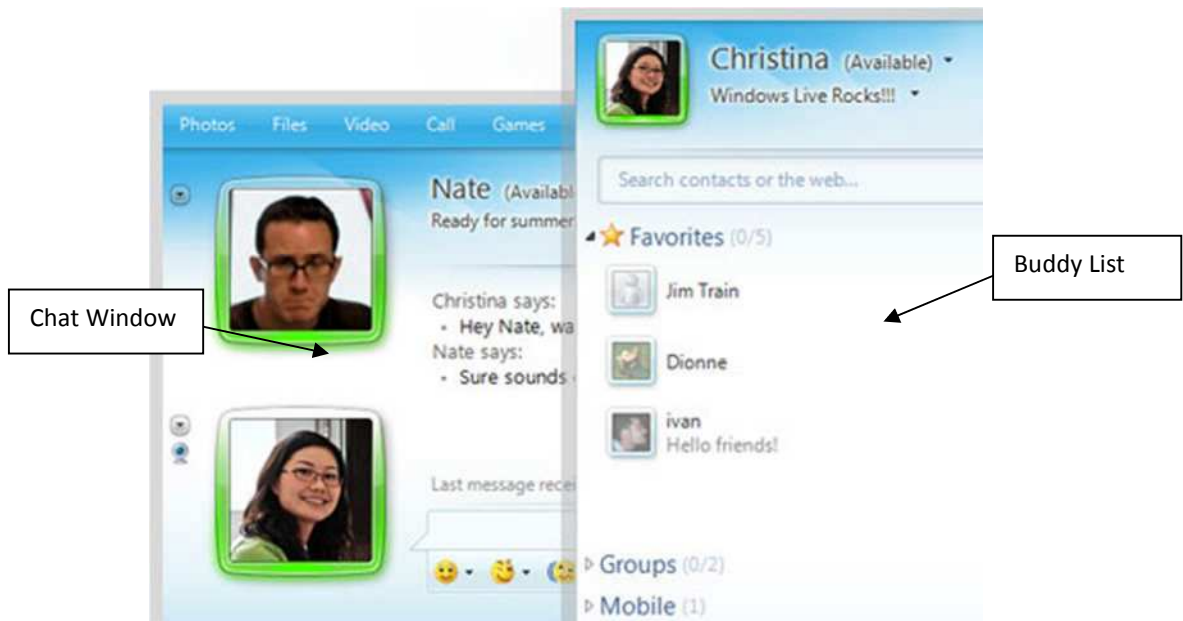 Photos Files Video Call Games
Nate (Availabl
Ready for summer
Christina says:
Hey Nate, wa
Nate says:
Sure sounds
Last message rece
Chat Window
Christina (Available)
Windows Live Rocks!!!
Search contacts or the web...
Favorites (0/5)
Jim Train
Dionne
ivan
Hello friends!
Groups (0/2)
Mobile (1)
Buddy List